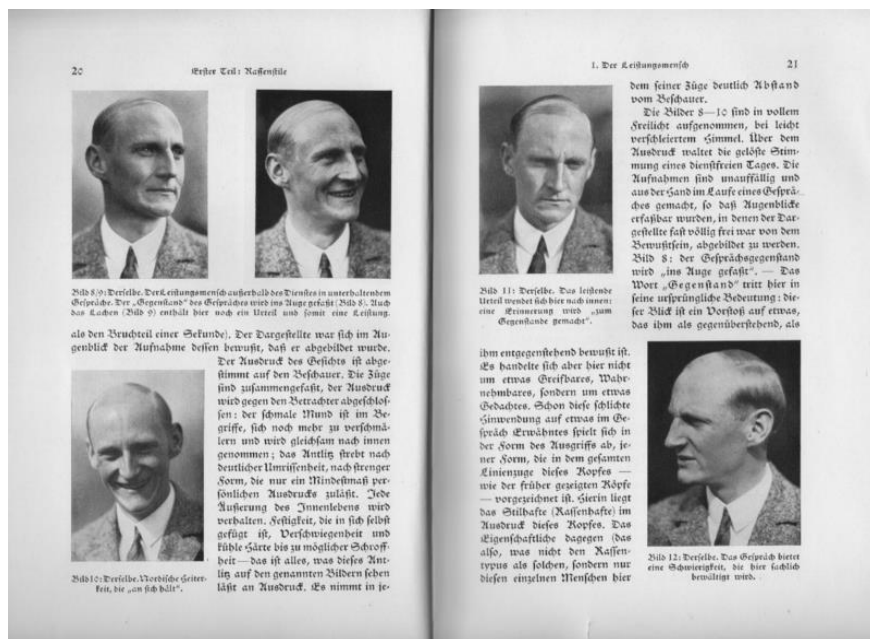 20
Erster Teil: Rassenstile
Bild 8/9: Derselbe. Der Leistungsmensch außerhalb des Dienstes in unterhaltendem
Gespräche. Der „Gegenstand“ des Gespräches wird ins Auge gefaßt (Bild 8). Auch
das Lachen (Bild 9) enthält hier noch ein Urteil und somit eine Leistung.
als den Bruchteil einer Sekunde). Der Dargestellte war sich im Au-
genblick der Aufnahme dessen bewußt, daß er abgebildet wurde.
Der Ausdruck des Gesichts ist abge-
stimmt auf den Beschauer. Die Züge
sind zusammengefaßt, der Ausdruck
wird gegen den Betrachter abgeschlos-
sen: der schmale Mund ist im Be-
griffe, sich noch mehr zu verschmä-
lern und wird gleichsam nach innen
genommen; das Antlitz strebt nach
deutlicher Umrissenheit, nach strenger
Form, die nur ein Mindestmaß per-
sönlichen Ausdrucks zuläßt. Jede
Äußerung des Innenlebens wird
verhalten. Festigkeit, die in sich selbst
gefügt ist, Verschwiegenheit und
kühle Härte bis zu möglicher Schroff-
heit — das ist alles, was dieses Ant-
litz auf den genannten Bildern sehen
läßt an Ausdruck. Es nimmt in je-
Bild 10: Derselbe. Nordische Heiter-
keit, die „an sich hält“.
1. Der Leistungsmensch
21
dem seiner Züge deutlich Abstand
vom Beschauer.
Die Bilder 8—10 sind in vollem
Freilicht aufgenommen, bei leicht
verschleiertem Himmel. Über dem
Ausdruck waltet die gelöste Stim-
mung eines dienstfreien Tages. Die
Aufnahmen sind unauffällig und
aus der Hand im Laufe eines Gesprä-
ches gemacht, so daß Augenblicke
erfaßbar wurden, in denen der Dar-
gestellte fast völlig frei war von dem
Bewußtsein, abgebildet zu werden.
Bild 8: der Gesprächsgegenstand
wird „ins Auge gefaßt“. — Das
Wort „Gegenstand“ tritt hier in
seine ursprüngliche Bedeutung: die-
ser Blick ist ein Vorstoß auf etwas,
das ihm als gegenüberstehend, als
Bild 11: Derselbe. Das leistende
Urteil wendet sich hier nach innen:
eine Erinnerung wird „zum
Gegenstande gemacht“.
ihm entgegenstehend bewußt ist.
Es handelte sich aber hier nicht
um etwas Greifbares, Wahr-
nehmbares, sondern um etwas
Gedachtes. Schon diese schlichte
Hinwendung auf etwas im Ge-
spräch Erwähntes spielt sich in
der Form des Ausgriffs ab, je-
ner Form, die in dem gesamten
Linienzuge dieses Kopfes —
wie der früher gezeigten Köpfe
— vorgezeichnet ist. Hierin liegt
das Stilhafte (Rassenhafte) im
Ausdruck dieses Kopfes. Das
Eigenschaftliche dagegen (das
also, was nicht den Rassen-
typus als solchen, sondern nur
diesen einzelnen Menschen hier
Bild 12: Derselbe. Das Gespräch bietet
eine Schwierigkeit, die hier sachlich
bewältigt wird.